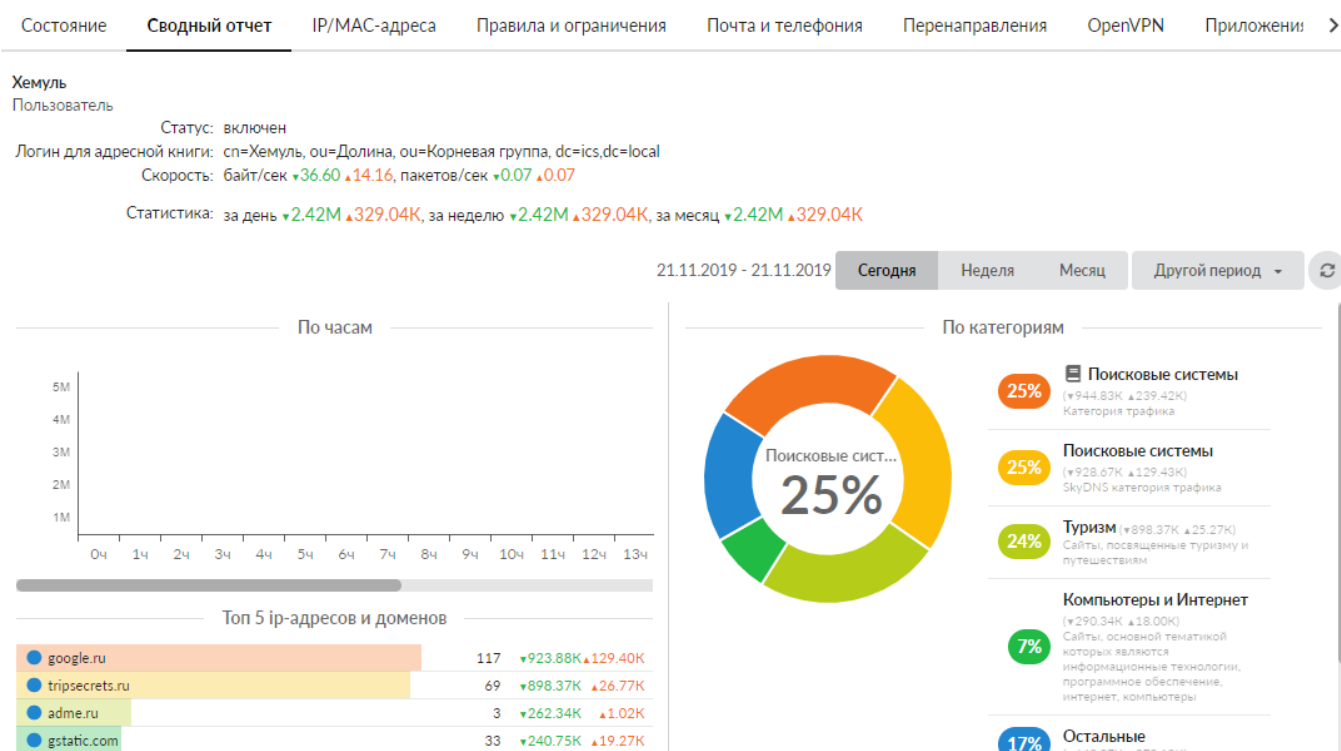 Состояние Сводный отчет IP/MAC-адреса Правила и ограничения Почта и телефония Перенаправления OpenVPN Приложения
Хемуль
Пользователь
Статус: включен
Логин для адресной книги: cn=Хемуль, ou=Долина, ou=Корневая группа, dc=ics,dc=local
Скорость: байт/сек ▾36.60 ▴14.16, пакетов/сек ▾0.07 ▴0.07
Статистика: за день ▾2.42M ▴329.04K, за неделю ▾2.42M ▴329.04K, за месяц ▾2.42M ▴329.04K
21.11.2019 - 21.11.2019 Сегодня Неделя Месяц Другой период
По часам
5M
4M
3M
2M
1M
0ч 1ч 2ч 3ч 4ч 5ч 6ч 7ч 8ч 9ч 10ч 11ч 12ч 13ч
Топ 5 ip-адресов и доменов
google.ru 117 ▾923.88K ▴129.40K
tripsecrets.ru 69 ▾898.37K ▴26.77K
adme.ru 3 ▾262.34K ▴1.02K
gstatic.com 33 ▾240.75K ▴19.27K
По категориям
Поисковые сист...
25%
25% Поисковые системы
(▾944.83K ▴239.42K)
Категория трафика
25% Поисковые системы
(▾928.67K ▴129.43K)
SkyDNS категория трафика
24% Туризм (▾898.37K ▴25.27K)
Сайты, посвященные туризму и
путешествиям
7% Компьютеры и Интернет
(▾290.34K ▴18.00K)
Сайты, основной тематикой
которых являются
информационные технологии,
программное обеспечение,
интернет, компьютеры
17% Остальные